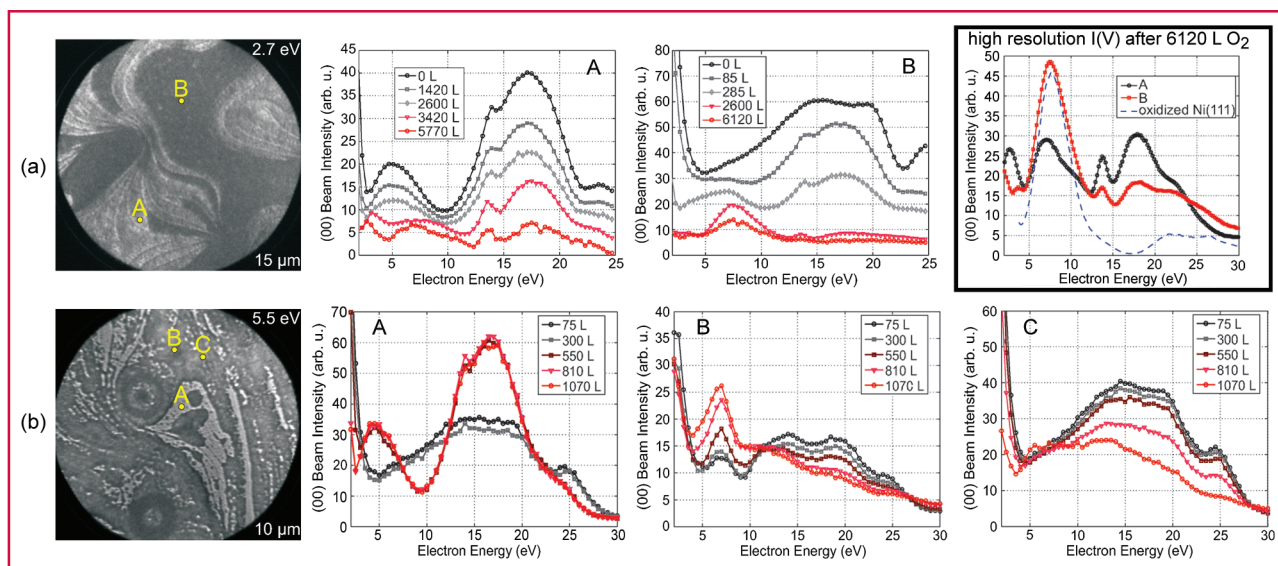 (a)
2.7 eV
B
A
15 µm
(00) Beam Intensity (arb. u.)
45
40
35
30
25
20
15
10
5
0
A
0 L
1420 L
2600 L
3420 L
5770 L
5 10 15 20 25
Electron Energy (eV)
(00) Beam Intensity (arb. u.)
80
70
60
50
40
30
20
10
0
B
0 L
85 L
285 L
2600 L
6120 L
5 10 15 20 25
Electron Energy (eV)
high resolution I(V) after 6120 L O2
(00) Beam Intensity (arb. u.)
50
45
40
35
30
25
20
15
10
5
0
A
B
oxidized Ni(111)
5 10 15 20 25 30
Electron Energy (eV)
(b)
5.5 eV
B
C
A
10 µm
(00) Beam Intensity (arb. u.)
70
60
50
40
30
20
10
0
A
75 L
300 L
550 L
810 L
1070 L
5 10 15 20 25 30
Electron Energy (eV)
(00) Beam Intensity (arb. u.)
40
35
30
25
20
15
10
5
0
B
75 L
300 L
550 L
810 L
1070 L
5 10 15 20 25 30
Electron Energy (eV)
(00) Beam Intensity (arb. u.)
60
50
40
30
20
10
0
C
75 L
300 L
550 L
810 L
1070 L
5 10 15 20 25 30
Electron Energy (eV)